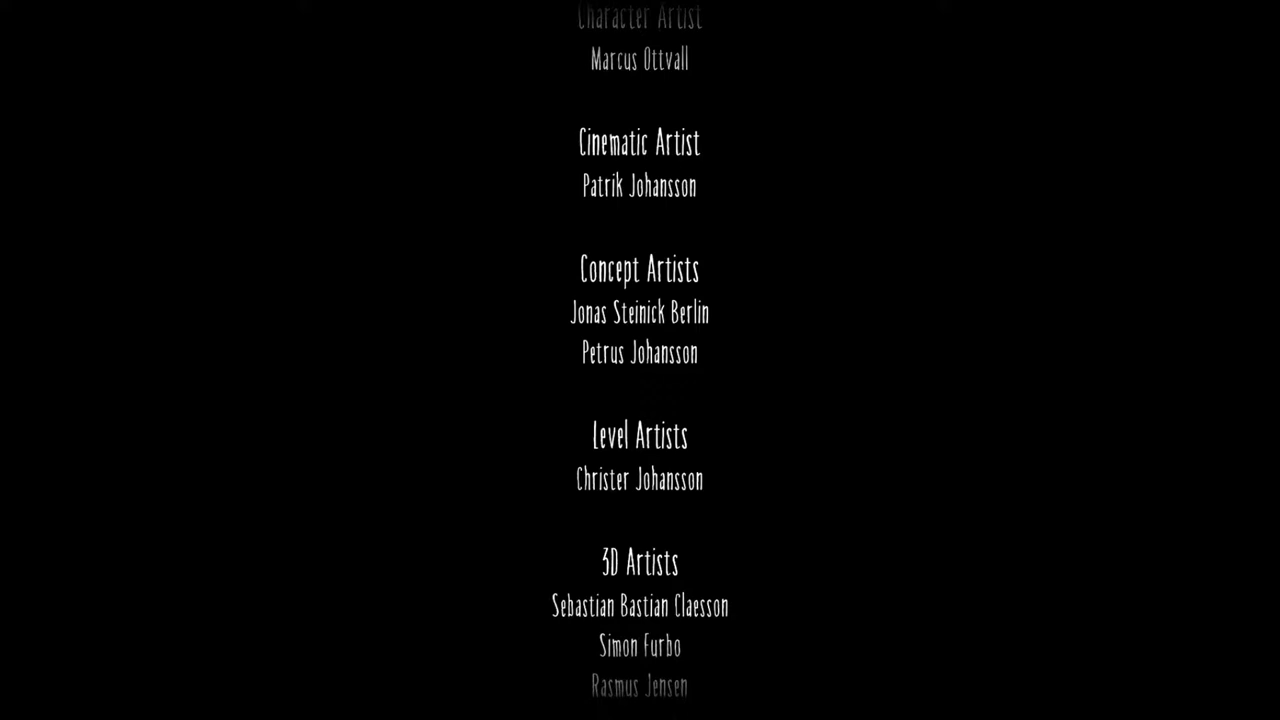 Character Artist
Marcus Ottvall
Cinematic Artist
Patrik Johansson
Concept Artists
Jonas Steinick Berlin
Petrus Johansson
Level Artists
Christer Johansson
3D Artists
Sebastian Bastian Claesson
Simon Furbo
Rasmus Jensen